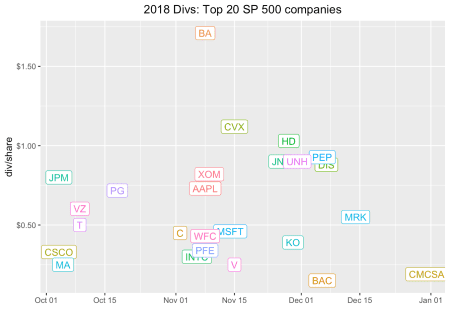 2018 Divs: Top 20 SP 500 companies
div/share
$1.50
$1.00
$0.50
BA
CVX
HD
JN
UNH
PEP
DIS
XOM
JPM
AAPL
PG
VZ
MRK
T
C
WFC
MSFT
KO
PFE
CSCO
INTC
MA
V
BAC
CMCSA
Oct 01
Oct 15
Nov 01
Nov 15
Dec 01
Dec 15
Jan 01